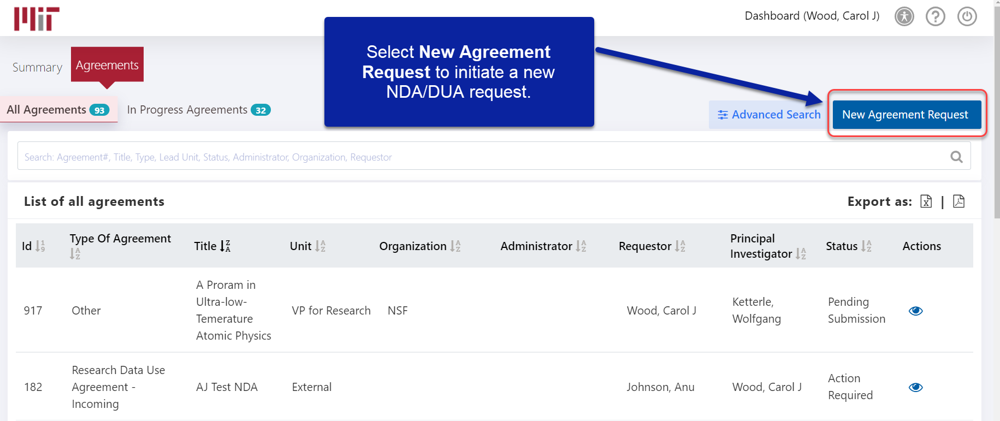 MIT
Dashboard (Wood, Carol J)
Select New Agreement
Request to initiate a new
NDA/DUA request.
Summary
Agreements
All Agreements 93
In Progress Agreements 32
Advanced Search
New Agreement Request
Search: Agreement#, Title, Type, Lead Unit, Status, Administrator, Organization, Requestor
List of all agreements
Export as: |
Id
Type Of Agreement
Title
Unit
Organization
Administrator
Requestor
Principal
Investigator
Status
Actions
917
Other
A Proram in
Ultra-low-
Temerature
Atomic Physics
VP for Research
NSF
Wood, Carol J
Ketterle,
Wolfgang
Pending
Submission
182
Research Data Use
Agreement -
Incoming
AJ Test NDA
External
Johnson, Anu
Wood, Carol J
Action
Required